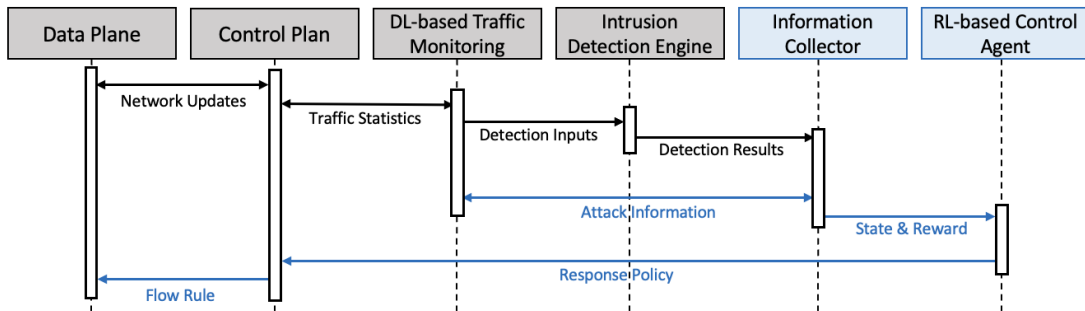 Data Plane
Control Plan
DL-based Traffic
Monitoring
Intrusion
Detection Engine
Information
Collector
RL-based Control
Agent
Network Updates
Traffic Statistics
Detection Inputs
Detection Results
Attack Information
State & Reward
Response Policy
Flow Rule